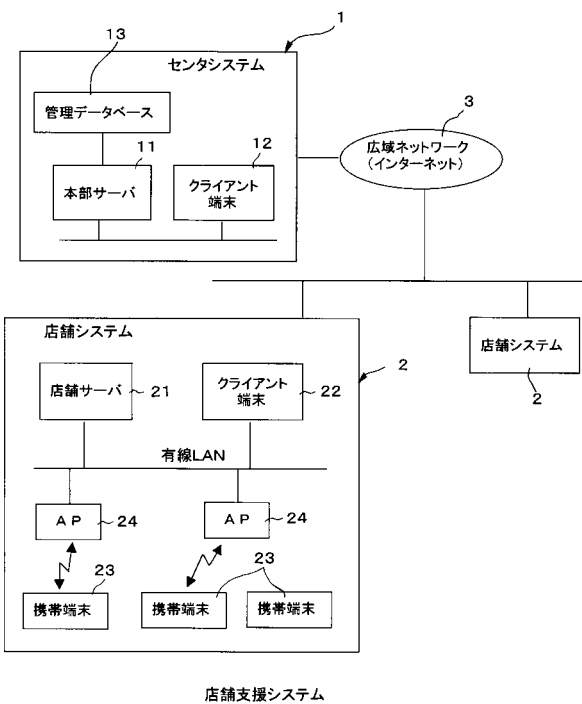 1
13
センタシステム
管理データベース
11
12
本部サーバ
クライアント
端末
3
広域ネットワーク
(インターネット)
店舗システム
店舗サーバ
21
クライアント
端末
22
2
店舗システム
2
有線LAN
AP
24
AP
24
23
携帯端末
23
携帯端末
携帯端末
店舗支援システム